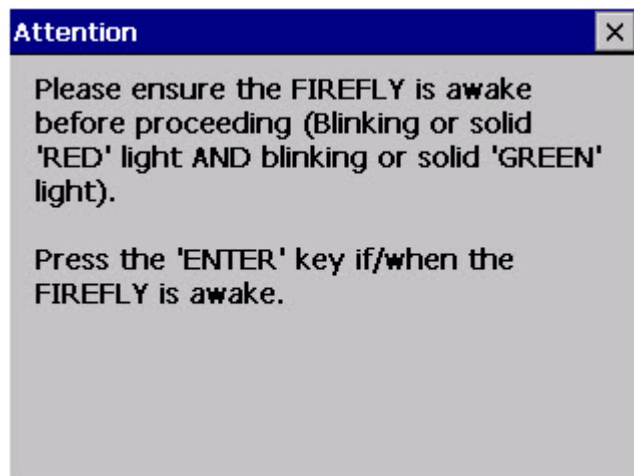 Attention
Please ensure the FIREFLY is awake
before proceeding (Blinking or solid
'RED' light AND blinking or solid 'GREEN'
light).
Press the 'ENTER' key if/when the
FIREFLY is awake.